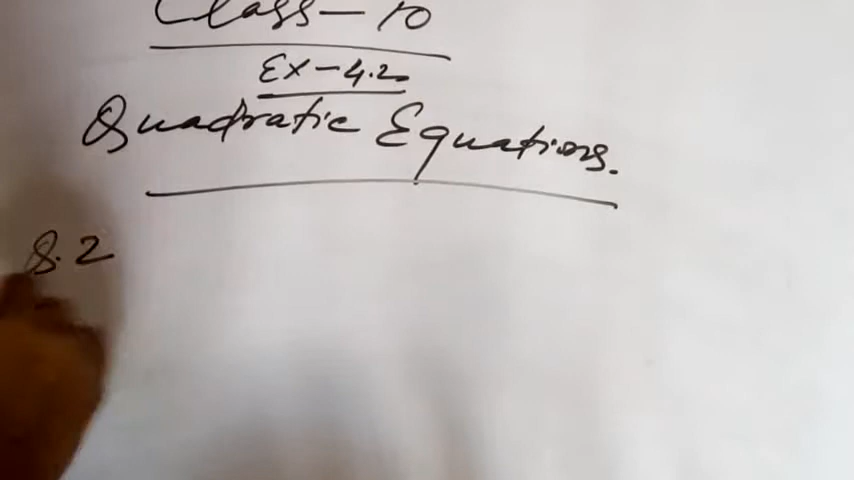 Class - 10
Ex - 4.2
Quadratic Equations.
Q. 2